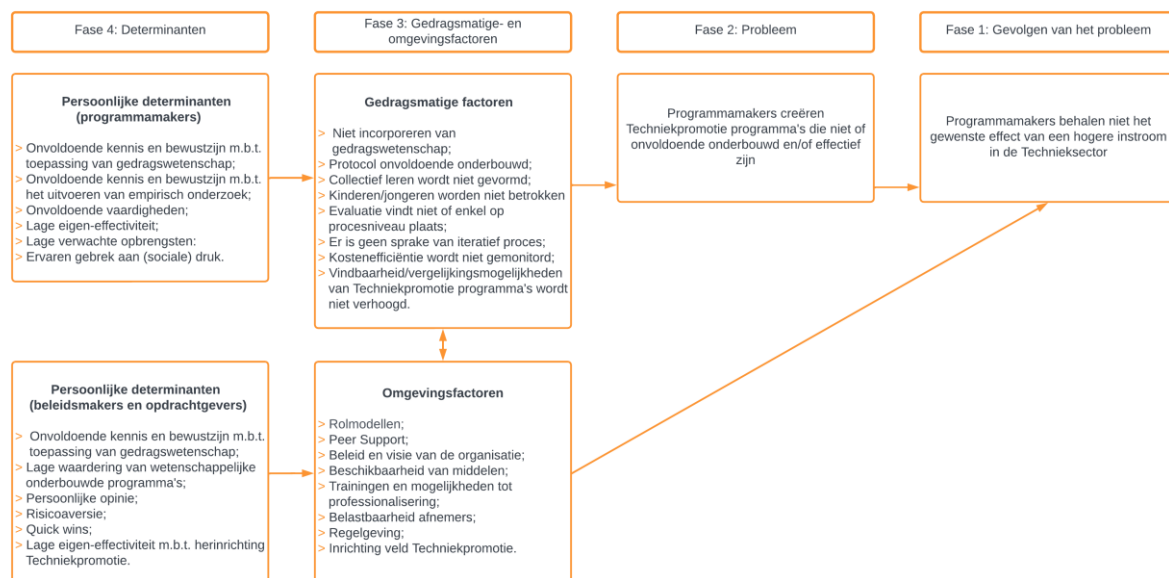 Fase 4: Determinanten
Fase 3: Gedragsmatige- en
omgevingsfactoren
Fase 2: Probleem
Fase 1: Gevolgen van het probleem
Persoonlijke determinanten
(programmamakers)
> Onvoldoende kennis en bewustzijn m.b.t.
toepassing van gedragswetenschap;
> Onvoldoende kennis en bewustzijn m.b.t.
het uitvoeren van empirisch onderzoek;
> Onvoldoende vaardigheden;
> Lage eigen-effectiviteit;
> Lage verwachte opbrengsten:
> Ervaren gebrek aan (sociale) druk.
Gedragsmatige factoren
> Niet incorporeren van
gedragswetenschap;
> Protocol onvoldoende onderbouwd;
> Collectief leren wordt niet gevormd;
> Kinderen/jongeren worden niet betrokken
> Evaluatie vindt niet of enkel op
procesniveau plaats;
> Er is geen sprake van iteratief proces;
> Kostenefficiëntie wordt niet gemonitord;
> Vindbaarheid/vergelijkingsmogelijkheden
van Techniekpromotie programma's wordt
niet verhoogd.
Programmamakers creëren
Techniekpromotie programma's die niet of
onvoldoende onderbouwd en/of effectief
zijn
Programmamakers behalen niet het
gewenste effect van een hogere instroom
in de Techniesector
Persoonlijke determinanten
(beleidsmakers en opdrachtgevers)
> Onvoldoende kennis en bewustzijn m.b.t.
toepassing van gedragswetenschap;
> Lage waardering van wetenschappelijke
onderbouwde programma's;
> Persoonlijke opinie;
> Risicoaversie;
> Quick wins;
> Lage eigen-effectiviteit m.b.t. herinrichting
Techniekpromotie.
Omgevingsfactoren
> Rolmodellen;
> Peer Support;
> Beleid en visie van de organisatie;
> Beschikbaarheid van middelen;
> Trainingen en mogelijkheden tot
professionalisering;
> Belastbaarheid afnemers;
> Regelgeving;
> Inrichting veld Techniekpromotie.